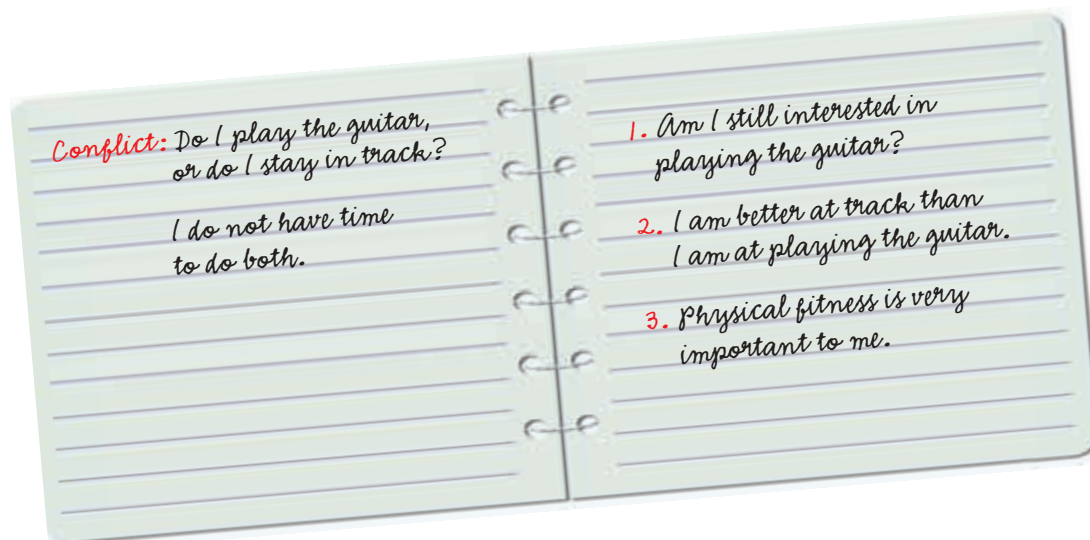 Conflict: Do I play the guitar,
or do I stay in track?
I do not have time
to do both.
1. Am I still interested in
playing the guitar?
2. I am better at track than
I am at playing the guitar.
3. Physical fitness is very
important to me.